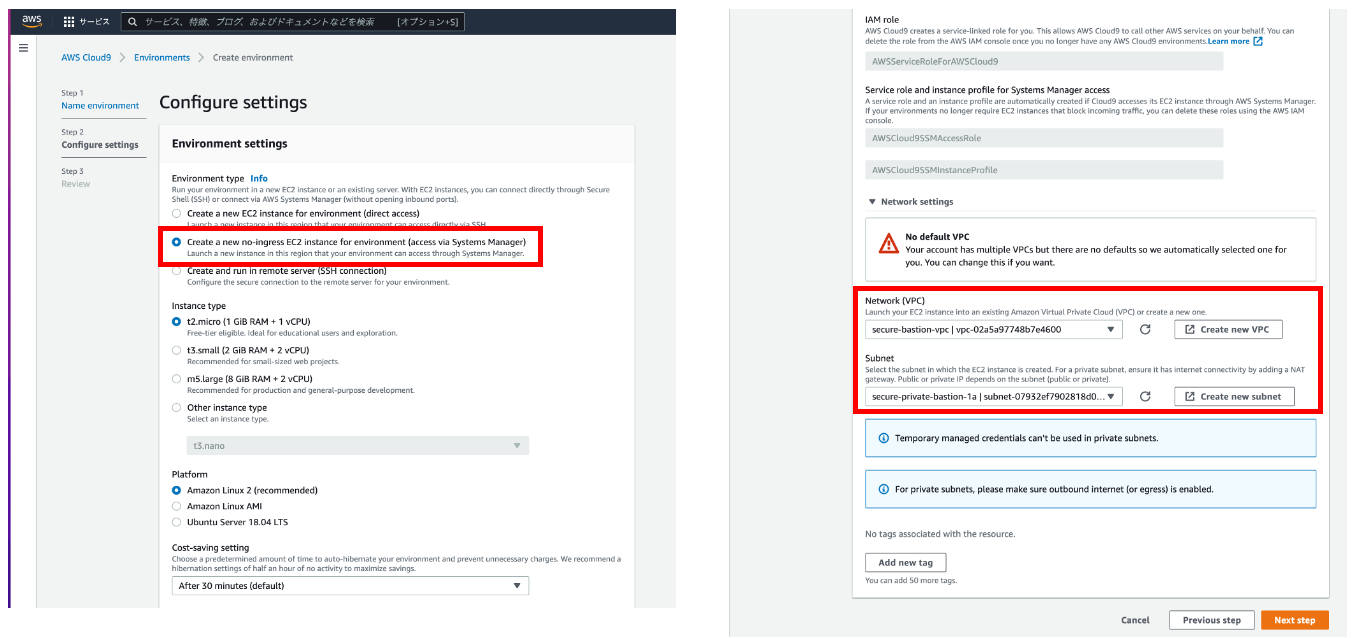 aws
サービス
サービス、特徴、ブログ、およびドキュメントなどを検索
[オプション+S]
AWS Cloud9
Environments
Create environment
Step 1
Name environment
Step 2
Configure settings
Step 3
Review
Configure settings
Environment settings
Environment type Info
Run your environment in a new EC2 instance or an existing server. With EC2 instances, you can connect directly through Secure
Shell (SSH) or connect via AWS Systems Manager (without opening inbound ports).
Create a new EC2 instance for environment (direct access)
Launch a new instance in this region that your environment can access directly via SSH.
Create a new no-ingress EC2 instance for environment (access via Systems Manager)
Launch a new instance in this region that your environment can access through Systems Manager.
Create and run in remote server (SSH connection)
Configure the secure connection to the remote server for your environment.
Instance type
t2.micro (1 GiB RAM + 1 vCPU)
Free-tier eligible. Ideal for educational users and exploration.
t3.small (2 GiB RAM + 2 vCPU)
Recommended for small-sized web projects.
m5.large (8 GiB RAM + 2 vCPU)
Recommended for production and general-purpose development.
Other instance type
Select an instance type.
t3.nano
Platform
Amazon Linux 2 (recommended)
Amazon Linux AMI
Ubuntu Server 18.04 LTS
Cost-saving setting
Choose a predetermined amount of time to auto-hibernate your environment and prevent unnecessary charges. We recommend a
hibernation settings of half an hour of no activity to maximize savings.
After 30 minutes (default)
IAM role
AWS Cloud9 creates a service-linked role for you. This allows AWS Cloud9 to call other AWS services on your behalf. You can
delete the role from the AWS IAM console once you no longer have any AWS Cloud9 environments. Learn more
AWSServiceRoleForAWSCloud9
Service role and instance profile for Systems Manager access
A service role and an instance profile are automatically created if Cloud9 accesses its EC2 instance through AWS Systems Manager.
If your environments no longer require EC2 instances that block incoming traffic, you can delete these roles using the AWS IAM
console.
AWSCloud9SSMAccessRole
AWSCloud9SSMInstanceProfile
Network settings
No default VPC
Your account has multiple VPCs but there are no defaults so we automatically selected one for
you. You can change this if you want.
Network (VPC)
Launch your EC2 instance into an existing Amazon Virtual Private Cloud (VPC) or create a new one.
secure-bastion-vpc | vpc-02a5a97748b7e4600
Create new VPC
Subnet
Select the subnet in which the EC2 instance is created. For a private subnet, ensure it has internet connectivity by adding a NAT
gateway. Public or private IP depends on the subnet (public or private).
secure-private-bastion-1a | subnet-07932ef7902818d0...
Create new subnet
Temporary managed credentials can't be used in private subnets.
For private subnets, please make sure outbound internet (or egress) is enabled.
No tags associated with the resource.
Add new tag
You can add 50 more tags.
Cancel
Previous step
Next step